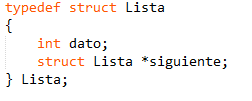 typedef struct Lista
{
    int dato;
    struct Lista *siguiente;
} Lista;